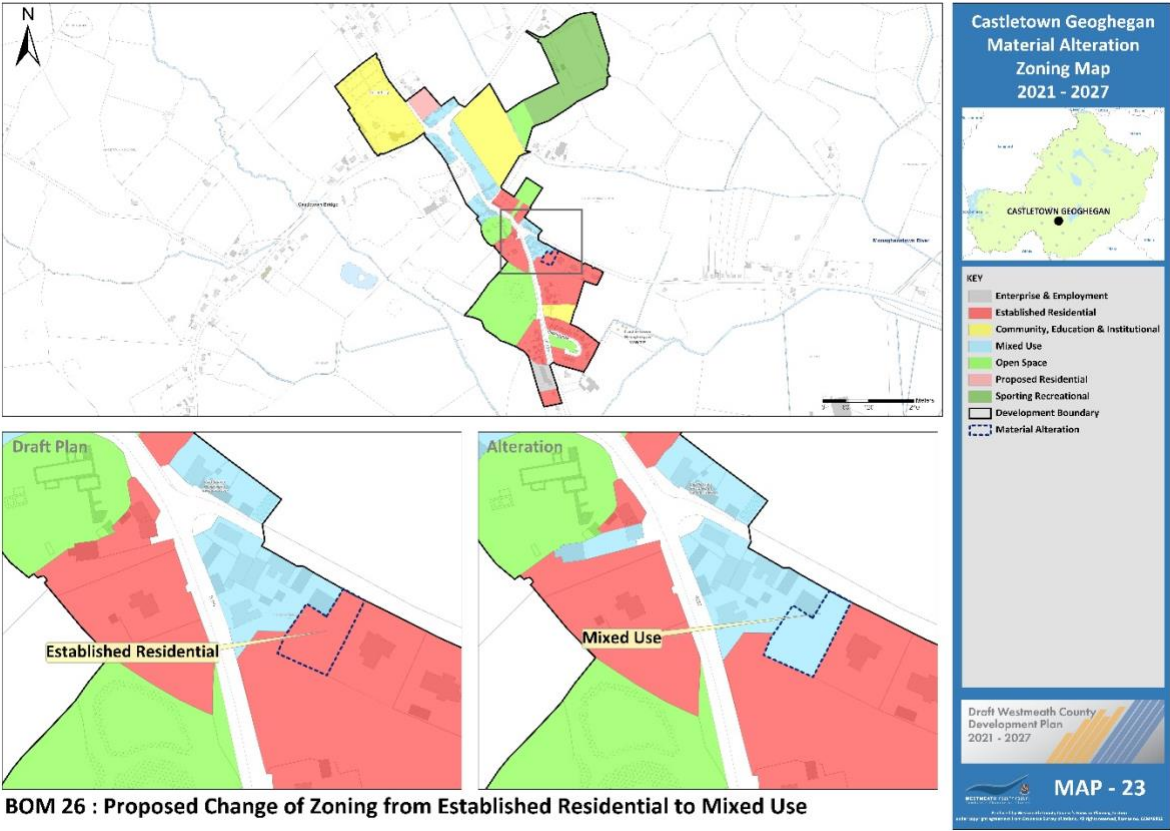 N
Castletown Bridge
Meters
Castletown Geoghegan
Material Alteration
Zoning Map
2021 - 2027
CASTLETOWN GEOGHEGAN
KEY
Enterprise & Employment
Established Residential
Community, Education & Institutional
Mixed Use
Open Space
Proposed Residential
Sporting Recreational
Development Boundary
Material Alteration
Draft Plan
Established Residential
Alteration
Mixed Use
Draft Westmeath County
Development Plan
2021 - 2027
MAP - 23
BOM 26 : Proposed Change of Zoning from Established Residential to Mixed Use